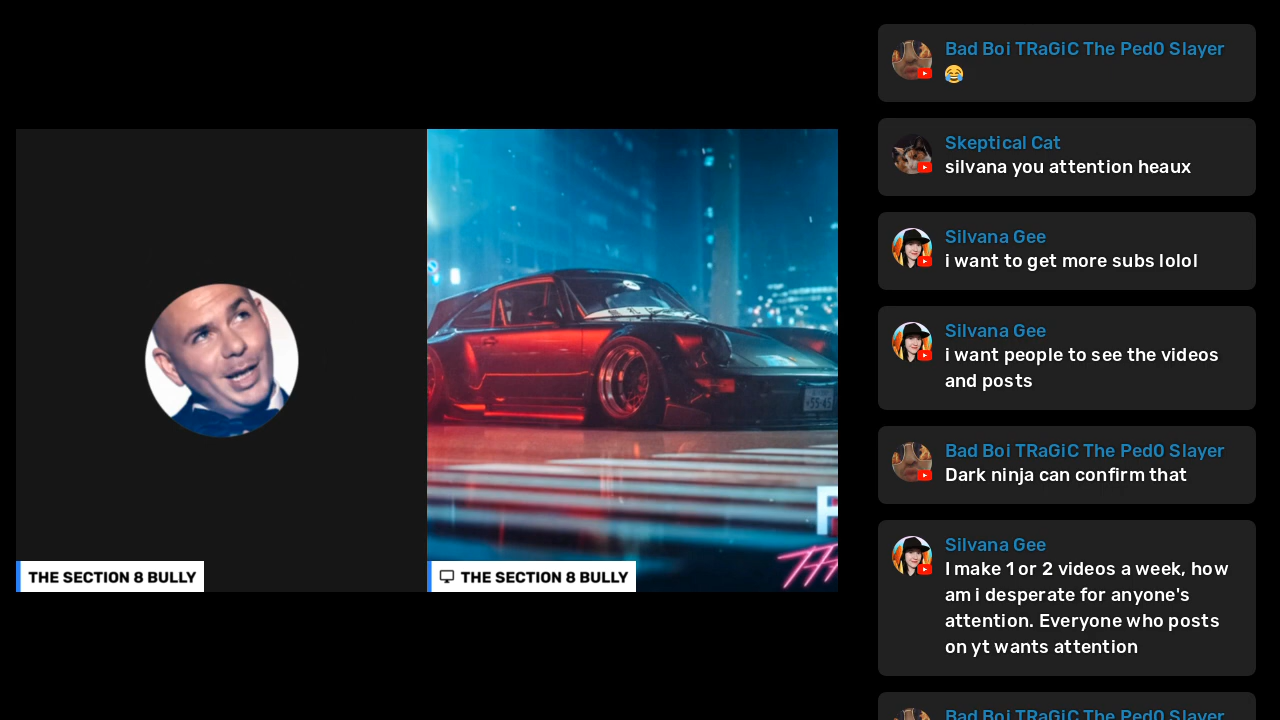 THE SECTION 8 BULLY
THE SECTION 8 BULLY
Bad Boi TRaGiC The Ped0 Slayer
😂
Skeptical Cat
silvana you attention heaux
Silvana Gee
i want to get more subs lolol
Silvana Gee
i want people to see the videos
and posts
Bad Boi TRaGiC The Ped0 Slayer
Dark ninja can confirm that
Silvana Gee
I make 1 or 2 videos a week, how
am i desperate for anyone's
attention. Everyone who posts
on yt wants attention
Bad Boi TRaGiC The Ped0 Slayer